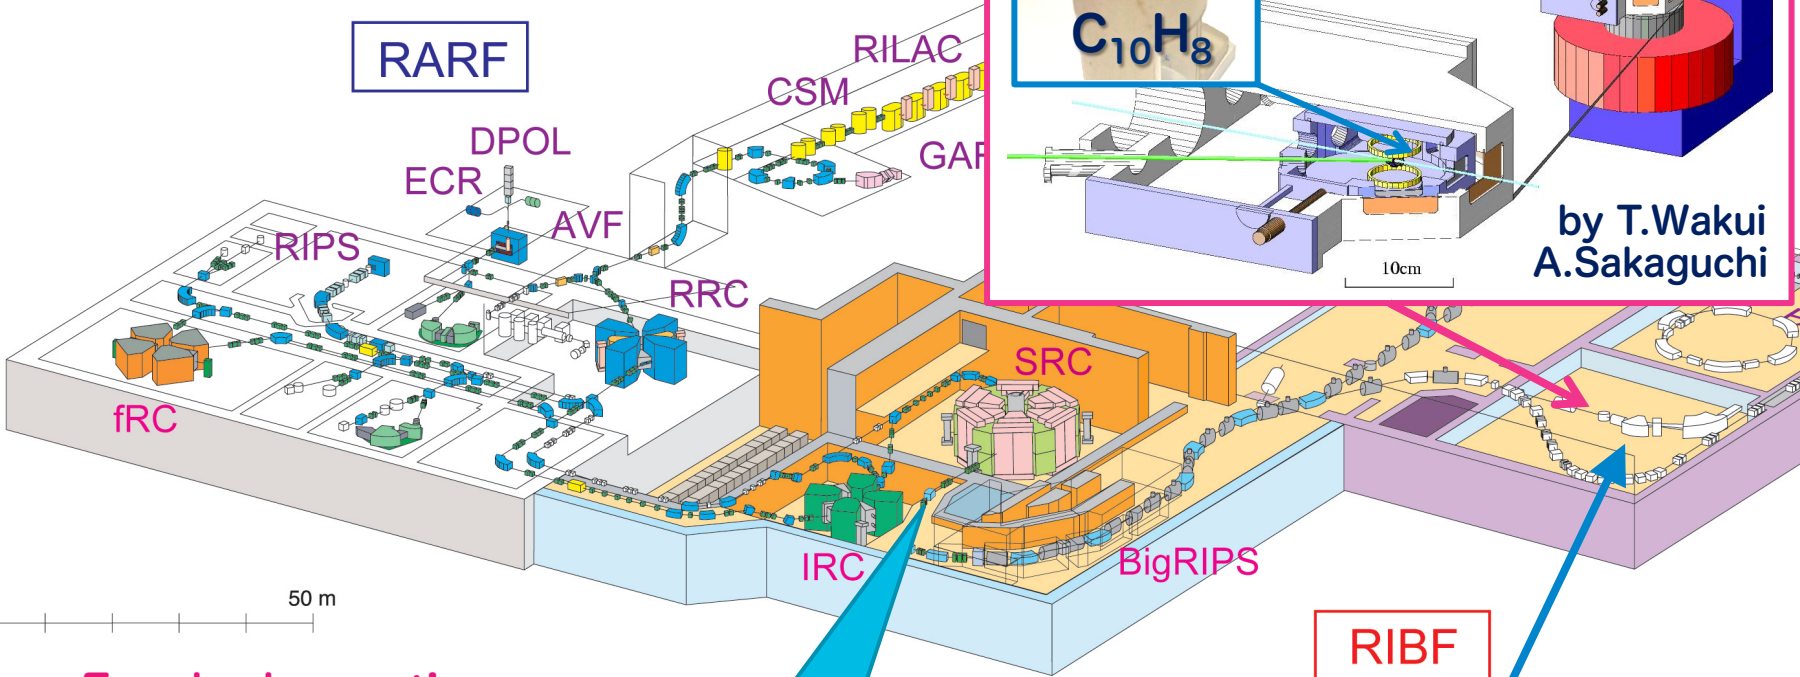 RARF
RILAC
CSM
DPOL
ECR
AVF
RIPS
RRC
fRC
C₁₀H₈
10cm
by T.Wakui
A.Sakaguchi
SRC
IRC
BigRIPS
50 m
RIBF